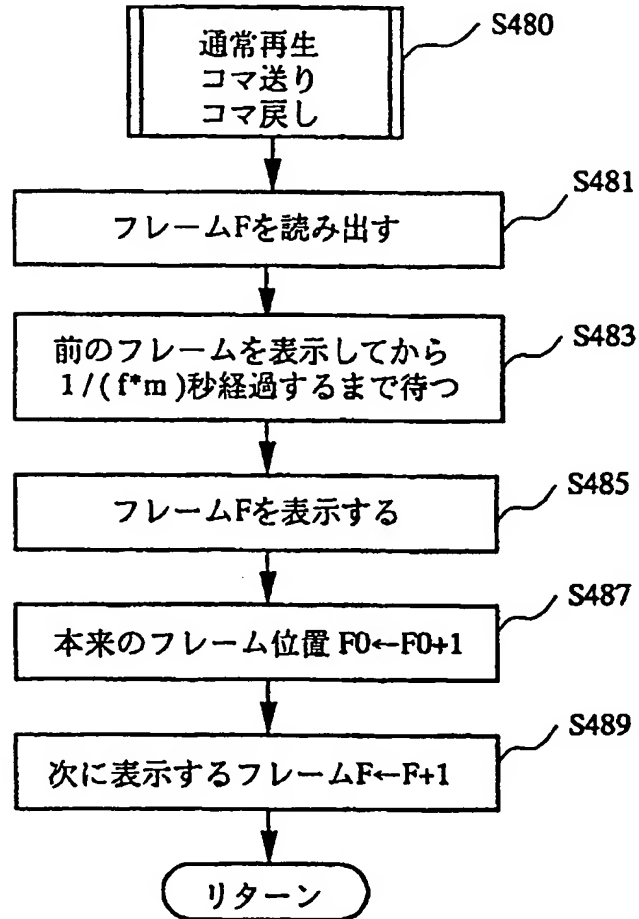 通常再生
コマ送り
コマ戻し
S480
フレームFを読み出す
S481
前のフレームを表示してから
1/(f*m)秒経過するまで待つ
S483
フレームFを表示する
S485
本来のフレーム位置 F0←F0+1
S487
次に表示するフレームF←F+1
S489
リターン